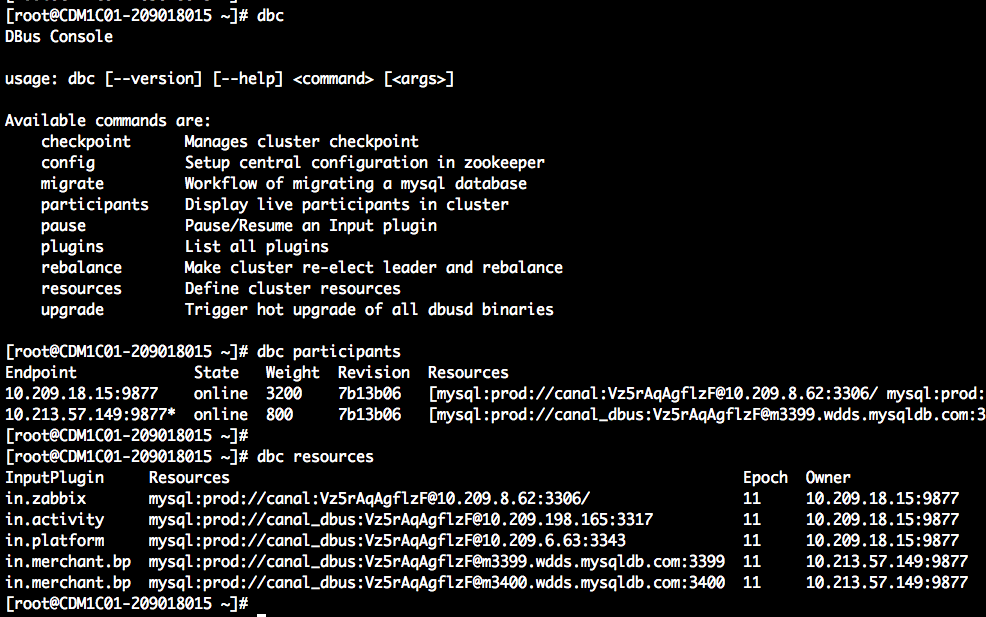 [root@CDM1C01-209018015 ~]# dbc
DBus Console
usage: dbc [--version] [--help] <command> [<args>]
Available commands are:
checkpoint Manages cluster checkpoint
config Setup central configuration in zookeeper
migrate Workflow of migrating a mysql database
participants Display live participants in cluster
pause Pause/Resume an Input plugin
plugins List all plugins
rebalance Make cluster re-elect leader and rebalance
resources Define cluster resources
upgrade Trigger hot upgrade of all dbusd binaries
[root@CDM1C01-209018015 ~]# dbc participants
Endpoint State Weight Revision Resources
10.209.18.15:9877 online 3200 7b13b06 [mysql:prod://canal:Vz5rAqAgflzF@10.209.8.62:3306/ mysql:prod:
10.213.57.149:9877* online 800 7b13b06 [mysql:prod://canal_dbus:Vz5rAqAgflzF@m3399.wdds.mysqldb.com:3
[root@CDM1C01-209018015 ~]#
[root@CDM1C01-209018015 ~]# dbc resources
InputPlugin Resources Epoch Owner
in.zabbix mysql:prod://canal:Vz5rAqAgflzF@10.209.8.62:3306/ 11 10.209.18.15:9877
in.activity mysql:prod://canal_dbus:Vz5rAqAgflzF@10.209.198.165:3317 11 10.209.18.15:9877
in.platform mysql:prod://canal_dbus:Vz5rAqAgflzF@10.209.6.63:3343 11 10.209.18.15:9877
in.merchant.bp mysql:prod://canal_dbus:Vz5rAqAgflzF@m3399.wdds.mysqldb.com:3399 11 10.213.57.149:9877
in.merchant.bp mysql:prod://canal_dbus:Vz5rAqAgflzF@m3400.wdds.mysqldb.com:3400 11 10.213.57.149:9877
[root@CDM1C01-209018015 ~]#